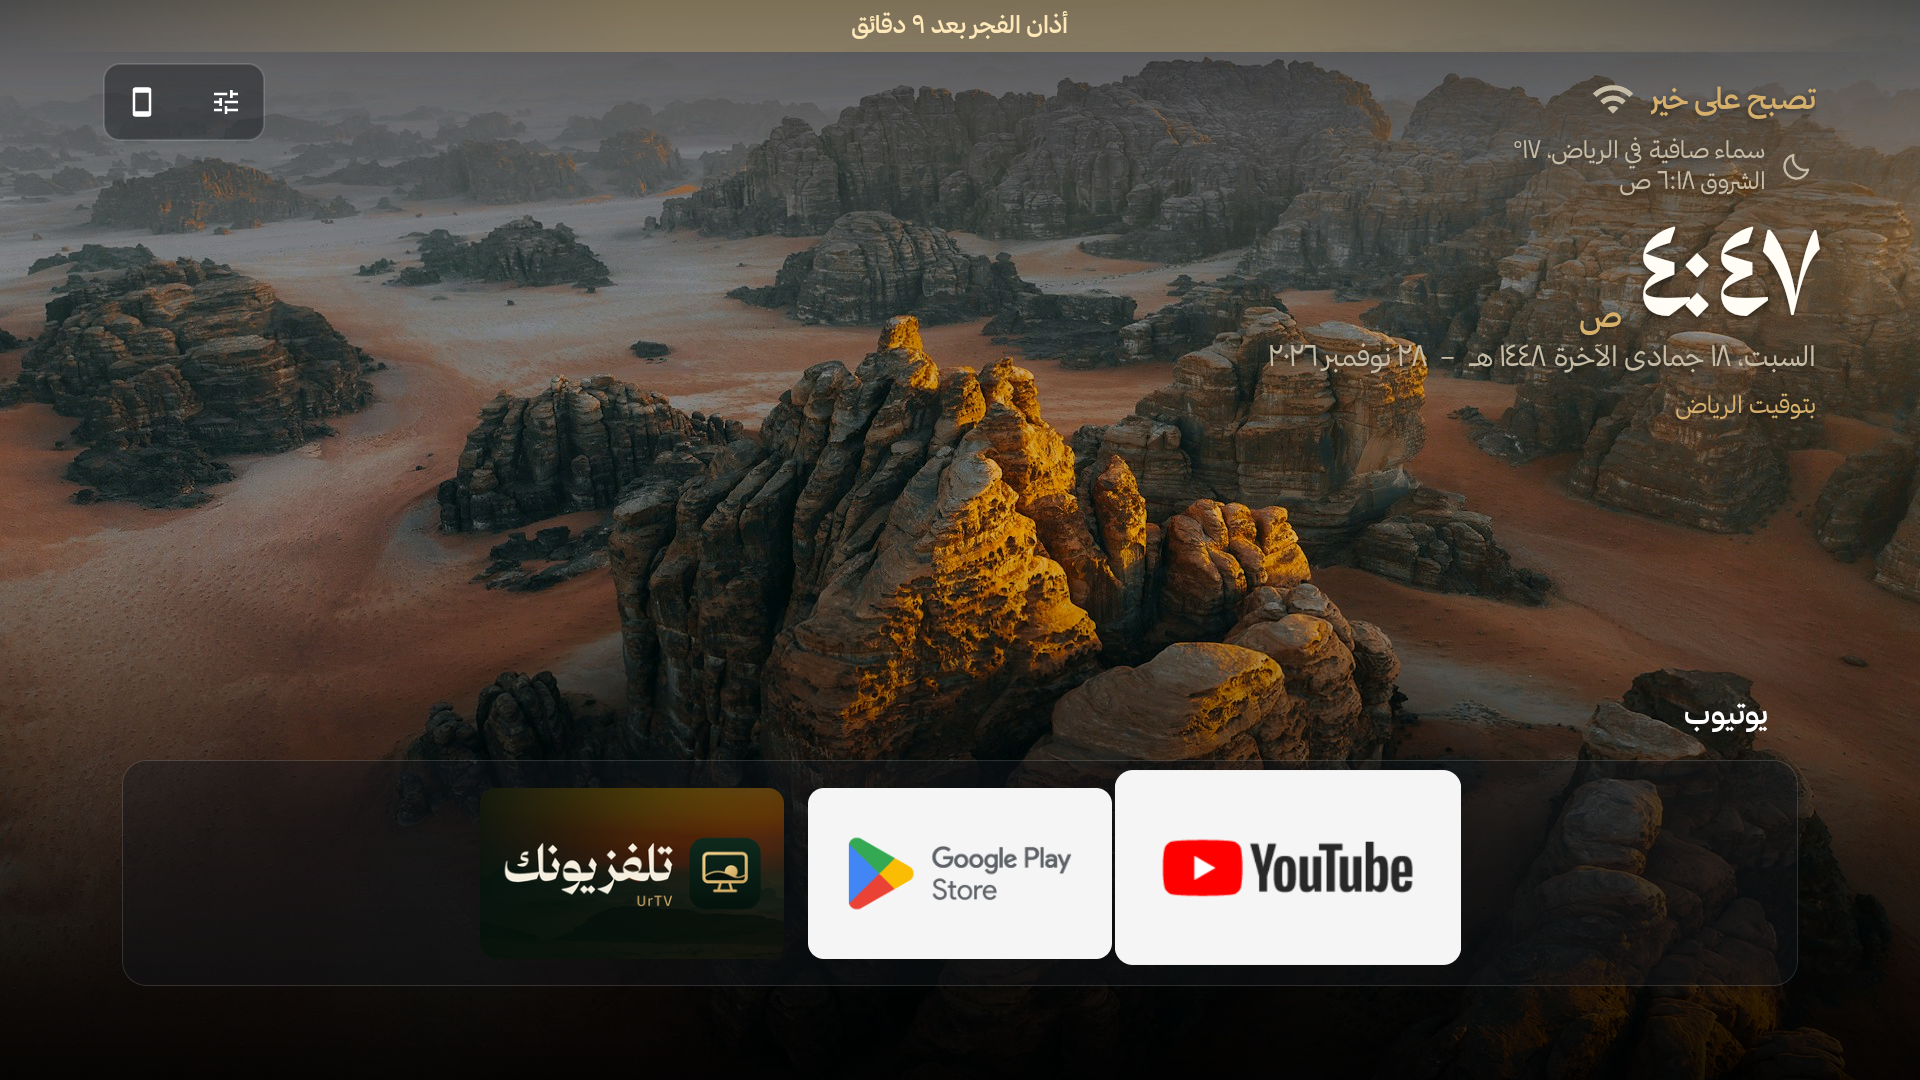 أذان الفجر بعد ٩ دقائق
تصبح على خير
سماء صافية في الرياض، ١٧°
الشروق ٦:١٨ ص
٤:٤٧ ص
السبت، ١٨ جمادى الآخرة ١٤٤٨ هـ – ٢٨ نوفمبر ٢٠٢٦
بتوقيت الرياض
يوتيوب
YouTube
Google Play
Store
تلفزيونك
UrTV